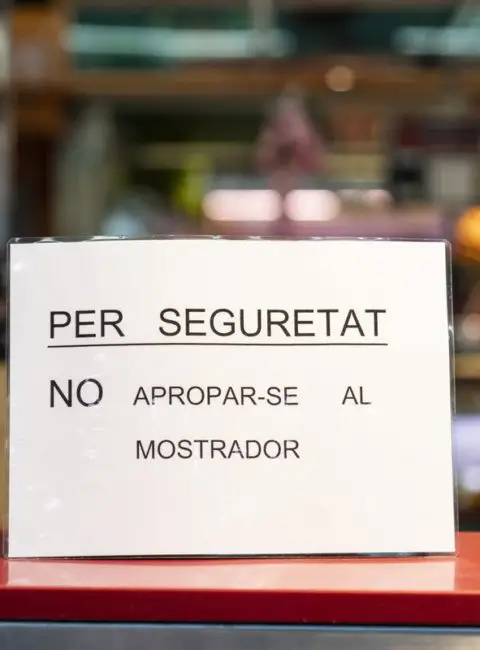 PER SEGURETAT
NO APROPAR-SE AL
MOSTRADOR